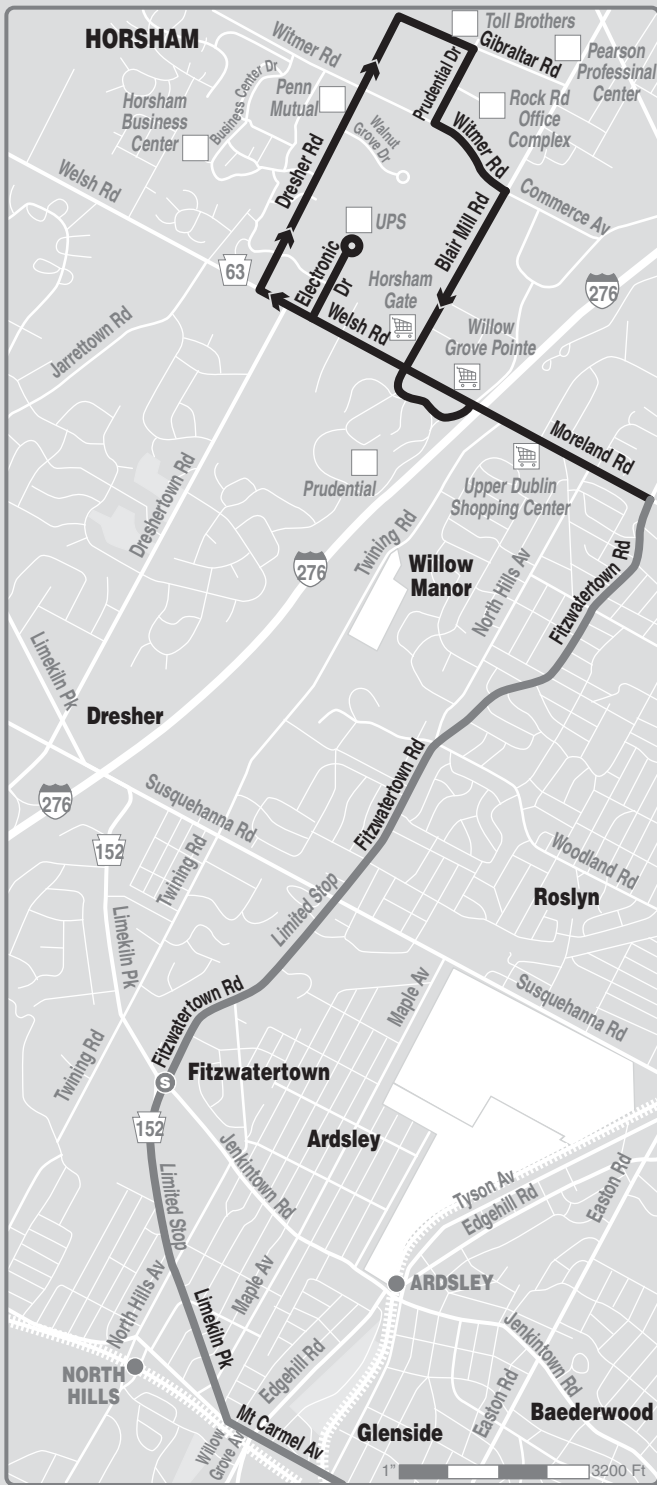 HORSHAM
Toll Brothers
Gibraltar Rd
Pearson
Professinal
Center
Witmer Rd
Business Center Dr
Penn
Mutual
Prudential Dr
Rock Rd
Office
Complex
Horsham
Business
Center
Walnut
Grove Dr
Witmer Rd
Welsh Rd
Dresher Rd
Commerce Av
UPS
Blair Mill Rd
63
Electronic
Dr
Horsham
Gate
276
Jarrettown Rd
Welsh Rd
Willow
Grove Pointe
Moreland Rd
Prudential
Upper Dublin
Shopping Center
Dreshertown Rd
Twining Rd
276
Willow
Manor
North Hills Av
Fitzwatertown Rd
Limekiln Pk
Dresher
Fitzwatertown Rd
276
Susquehanna Rd
152
Twining Rd
Woodland Rd
Limited Stop
Roslyn
Limekiln Pk
Maple Av
Susquehanna Rd
Fitzwatertown Rd
Twining Rd
S
Fitzwatertown
152
Ardsley
Jenkintown Rd
Tyson Av
Edgehill Rd
Easton Rd
Limited Stop
North Hills Av
Maple Av
ARDSLEY
Limekiln Pk
Jenkintown Rd
NORTH
HILLS
Edgehill Rd
Easton Rd
Baederwood
Willow
Grove Av
Mt Carmel Av
Glenside
1" 3200 Ft